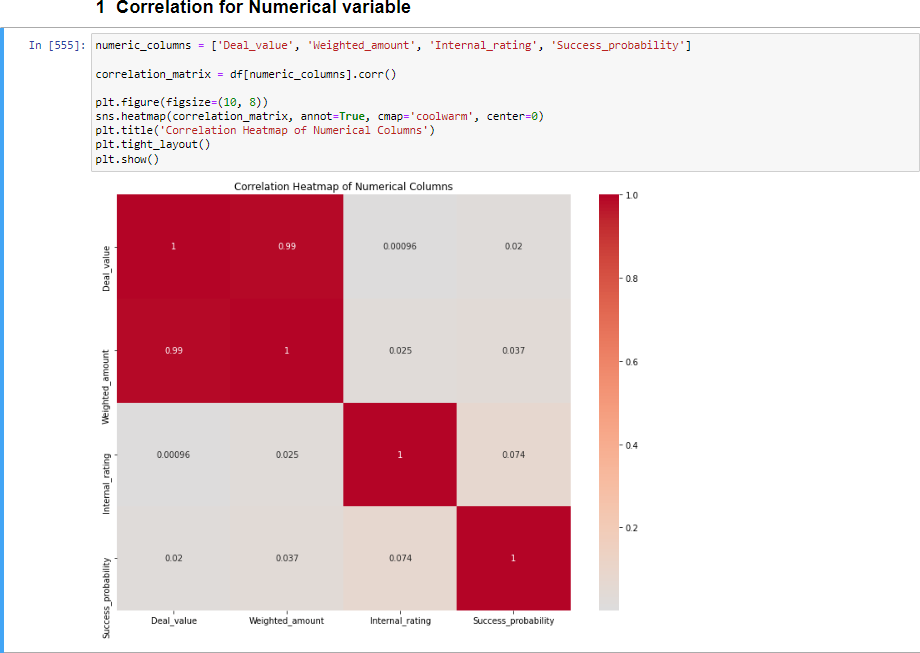 1 Correlation for Numerical variable
In [555]: numeric_columns = ['Deal_value', 'Weighted_amount', 'Internal_rating', 'Success_probability']
correlation_matrix = df[numeric_columns].corr()
plt.figure(figsize=(10, 8))
sns.heatmap(correlation_matrix, annot=True, cmap='coolwarm', center=0)
plt.title('Correlation Heatmap of Numerical Columns')
plt.tight_layout()
plt.show()
Correlation Heatmap of Numerical Columns
Deal_value 1 0.99 0.00096 0.02
Weighted_amount 0.99 1 0.025 0.037
Internal_rating 0.00096 0.025 1 0.074
Success_probability 0.02 0.037 0.074 1
Deal_value Weighted_amount Internal_rating Success_probability
1.0
0.8
0.6
0.4
0.2